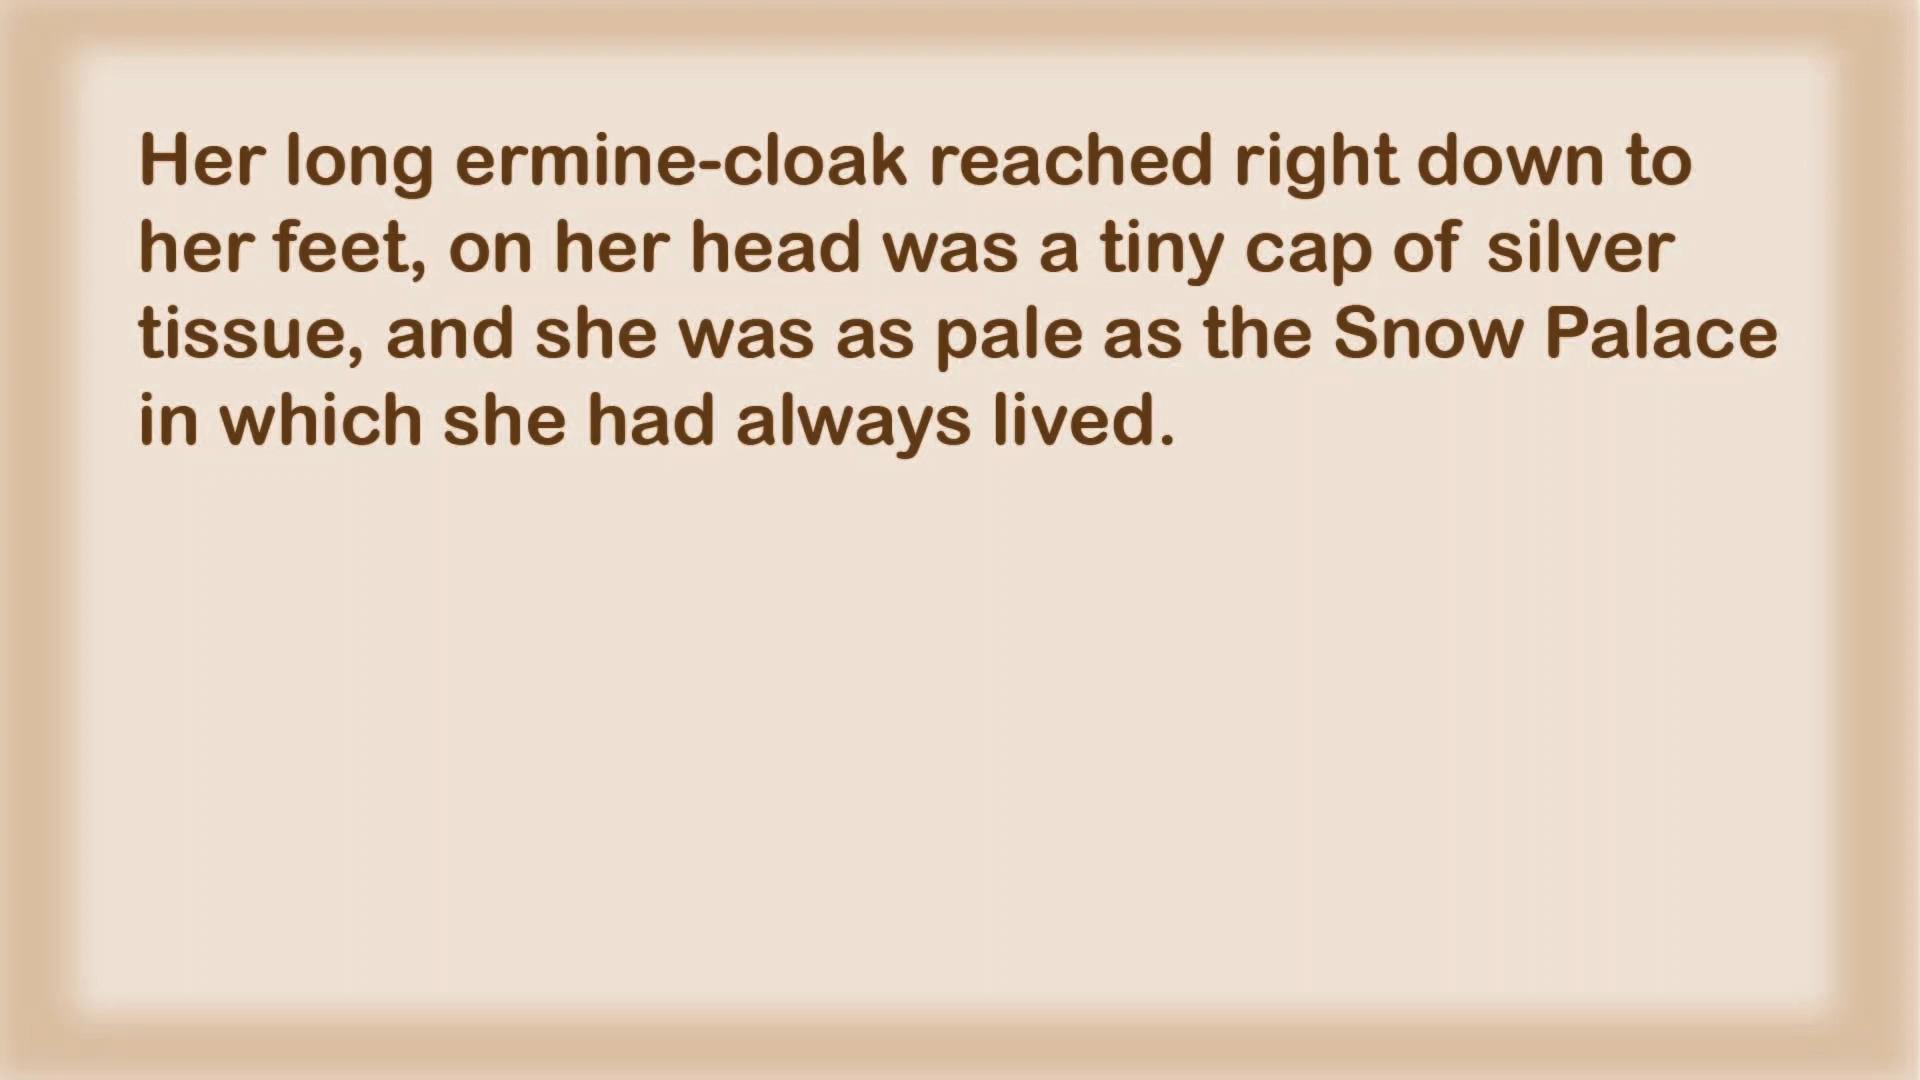 Her long ermine-cloak reached right down to
her feet, on her head was a tiny cap of silver
tissue, and she was as pale as the Snow Palace
in which she had always lived.